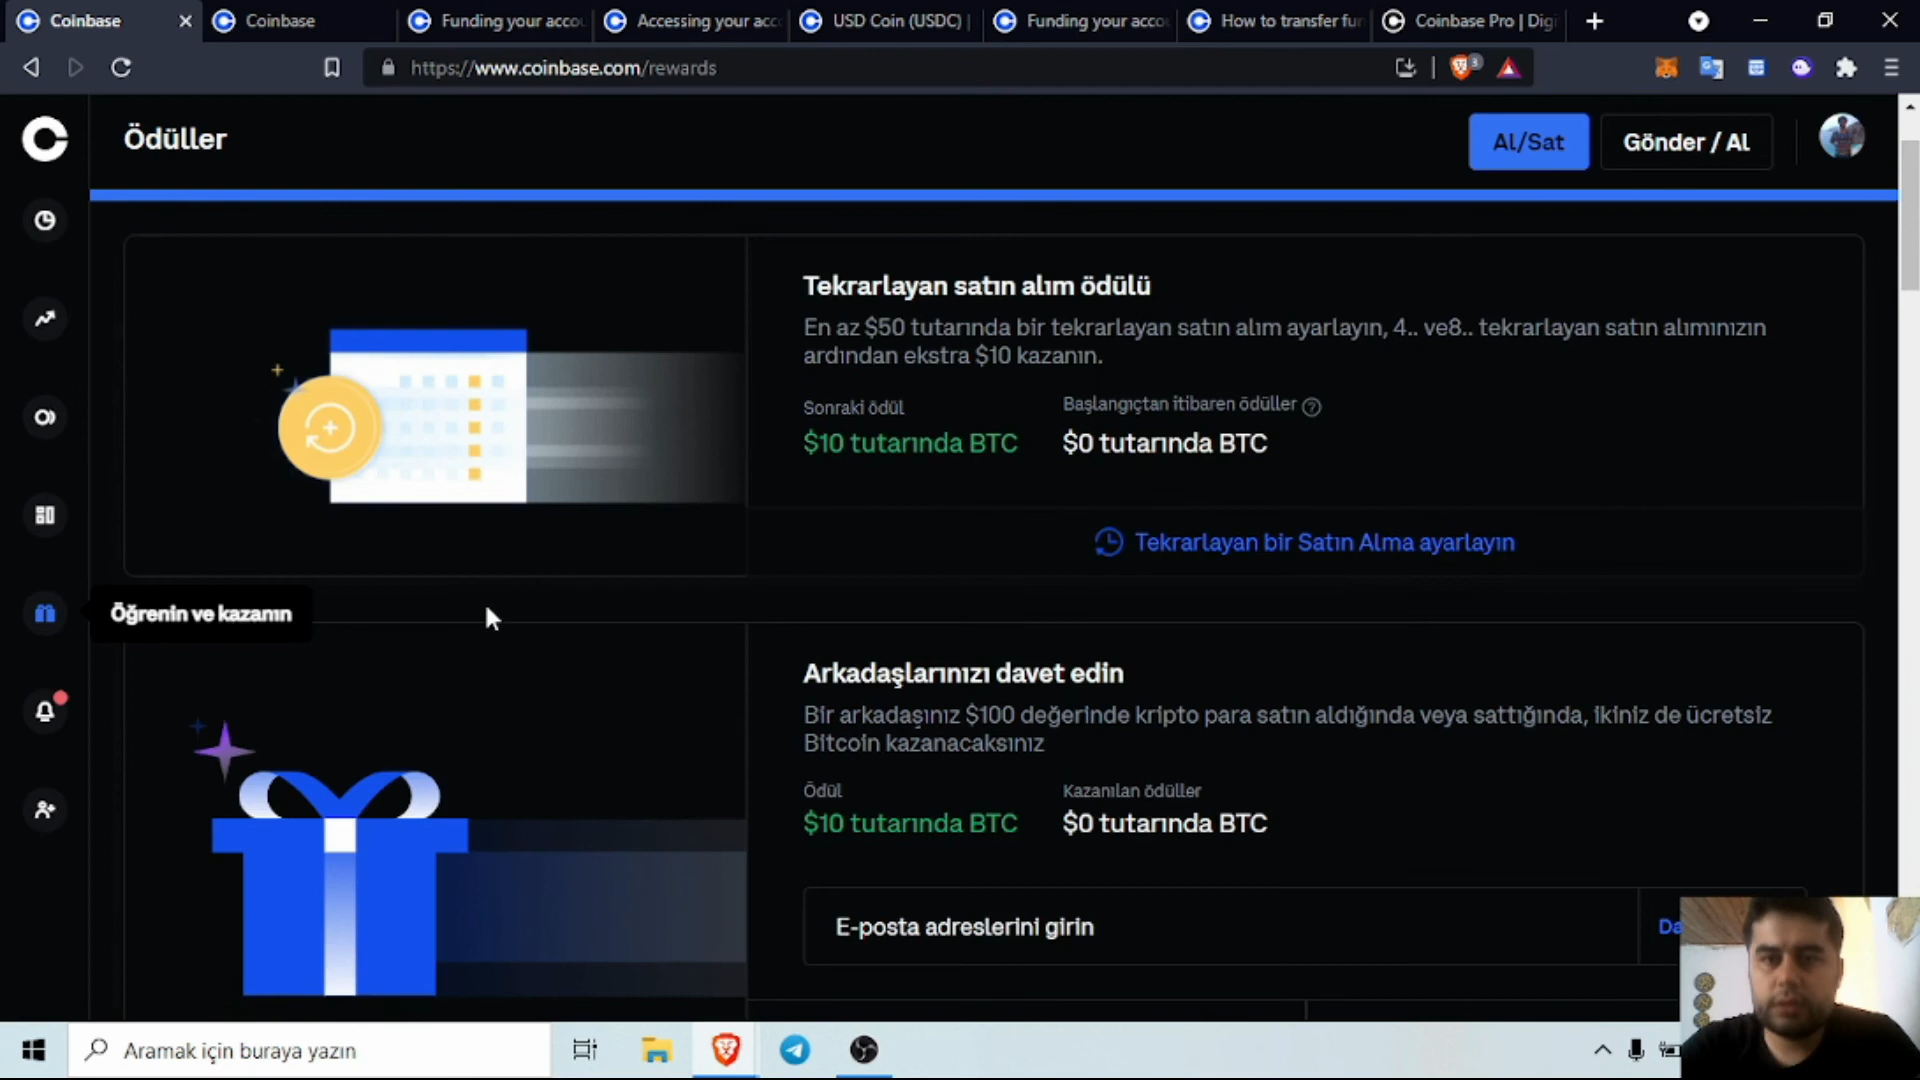 Coinbase
Coinbase
Funding your accou
Accessing your acc
USD Coin (USDC) |
Funding your acco
How to transfer fun
Coinbase Pro | Digi
https://www.coinbase.com/rewards
3
Ödüller
Al/Sat
Gönder / Al
Tekrarlayan satın alım ödülü
En az $50 tutarında bir tekrarlayan satın alım ayarlayın, 4.. ve8.. tekrarlayan satın alımınızın
ardından ekstra $10 kazanın.
Sonraki ödül
Başlangıçtan itibaren ödüller ?
$10 tutarında BTC
$0 tutarında BTC
Tekrarlayan bir Satın Alma ayarlayın
Öğrenin ve kazanın
Arkadaşlarınızı davet edin
Bir arkadaşınız $100 değerinde kripto para satın aldığında veya sattığında, ikiniz de ücretsiz
Bitcoin kazanacaksınız
Ödül
Kazanılan ödüller
$10 tutarında BTC
$0 tutarında BTC
E-posta adreslerini girin
Da
Aramak için buraya yazın